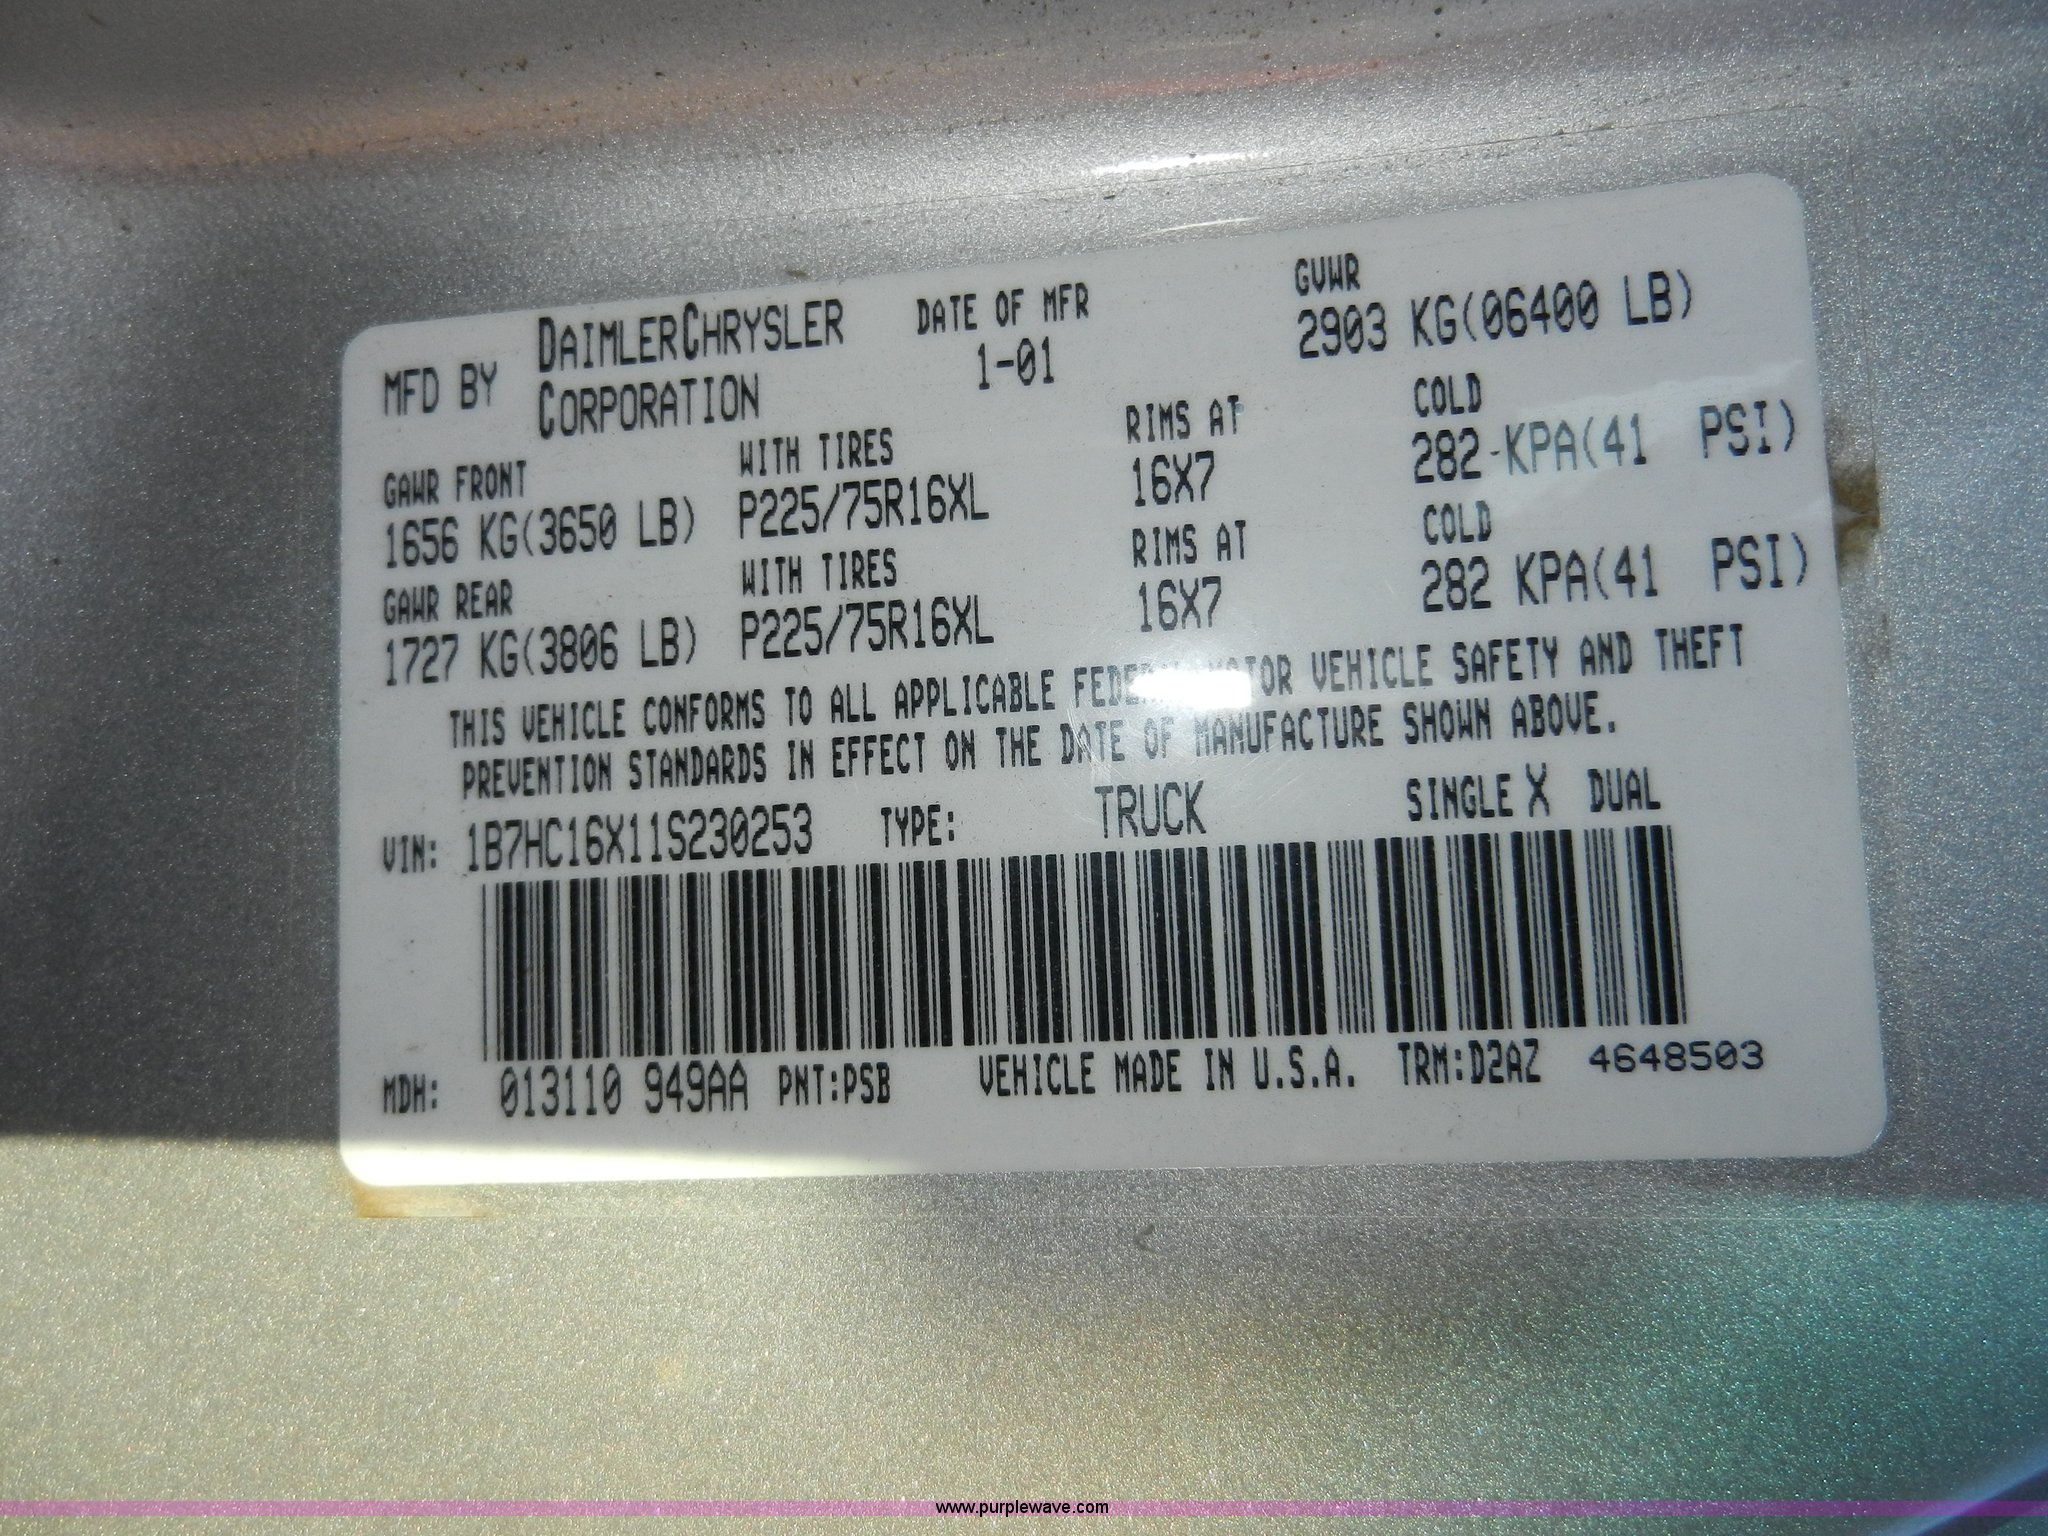 MFD BY DAIMLERCHRYSLER CORPORATION DATE OF MFR 1-01 GVWR 2903 KG(06400 LB)
GAWR FRONT WITH TIRES RIMS AT COLD
1656 KG(3650 LB) P225/75R16XL 16X7 282 KPA(41 PSI)
GAWR REAR WITH TIRES RIMS AT COLD
1727 KG(3806 LB) P225/75R16XL 16X7 282 KPA(41 PSI)
THIS VEHICLE CONFORMS TO ALL APPLICABLE FEDERAL MOTOR VEHICLE SAFETY AND THEFT
PREVENTION STANDARDS IN EFFECT ON THE DATE OF MANUFACTURE SHOWN ABOVE.
VIN: 1B7HC16X11S230253 TYPE: TRUCK SINGLE X DUAL
MDH: 013110 949AA PNT:PSB VEHICLE MADE IN U.S.A. TRM:D2AZ 4648503
www.purplewave.com